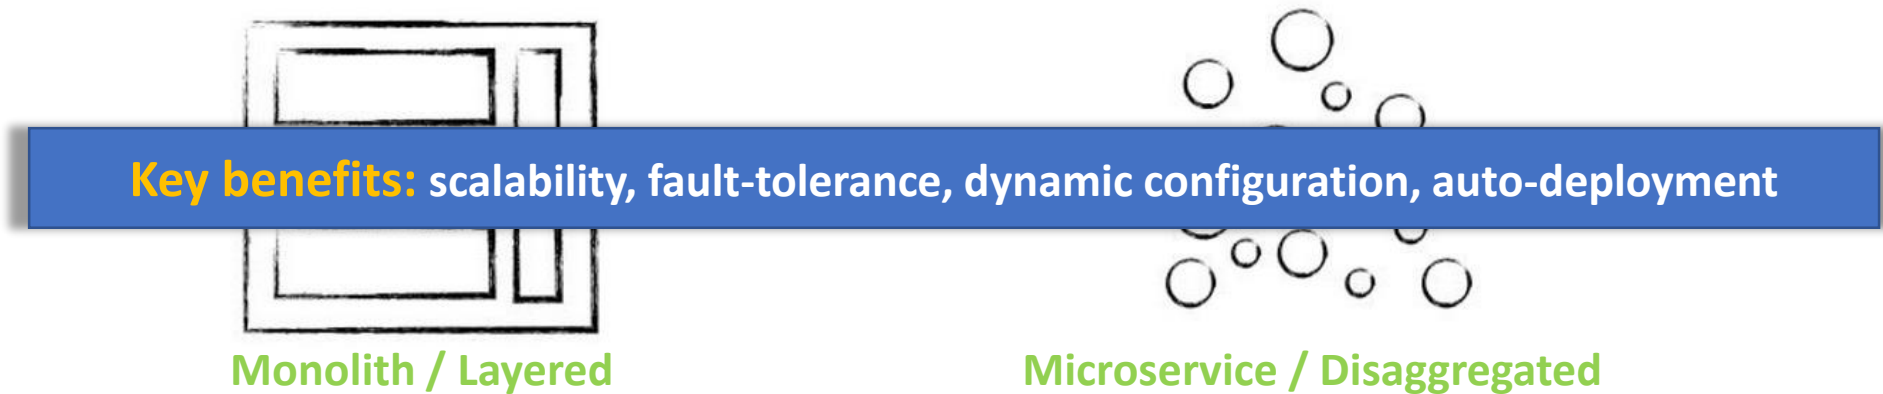 Key benefits: scalability, fault-tolerance, dynamic configuration, auto-deployment
Monolith / Layered
Microservice / Disaggregated